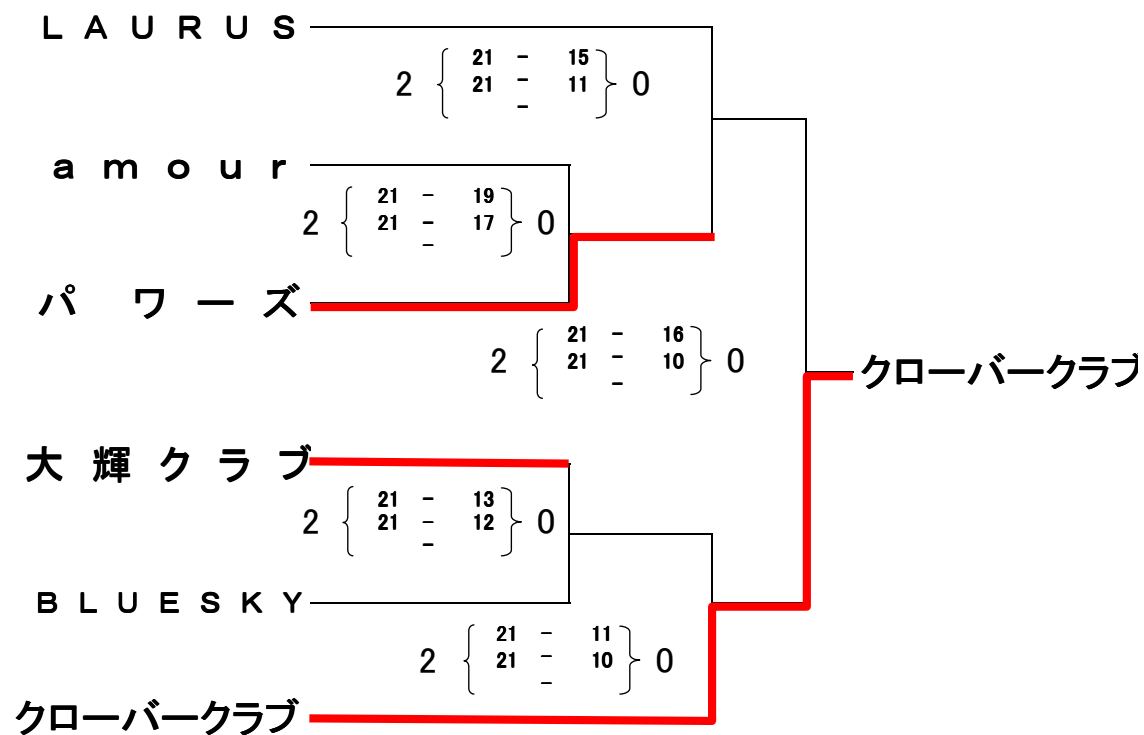 ＬＡＵＲＵＳ
21 - 15
2 21 - 11 0
-
ａｍｏｕｒ
21 - 19
2 21 - 17 0
-
パワーズ
21 - 16
2 21 - 10 0
-
クローバークラブ
大輝クラブ
21 - 13
2 21 - 12 0
-
ＢＬＵＥＳＫＹ
21 - 11
2 21 - 10 0
-
クローバークラブ